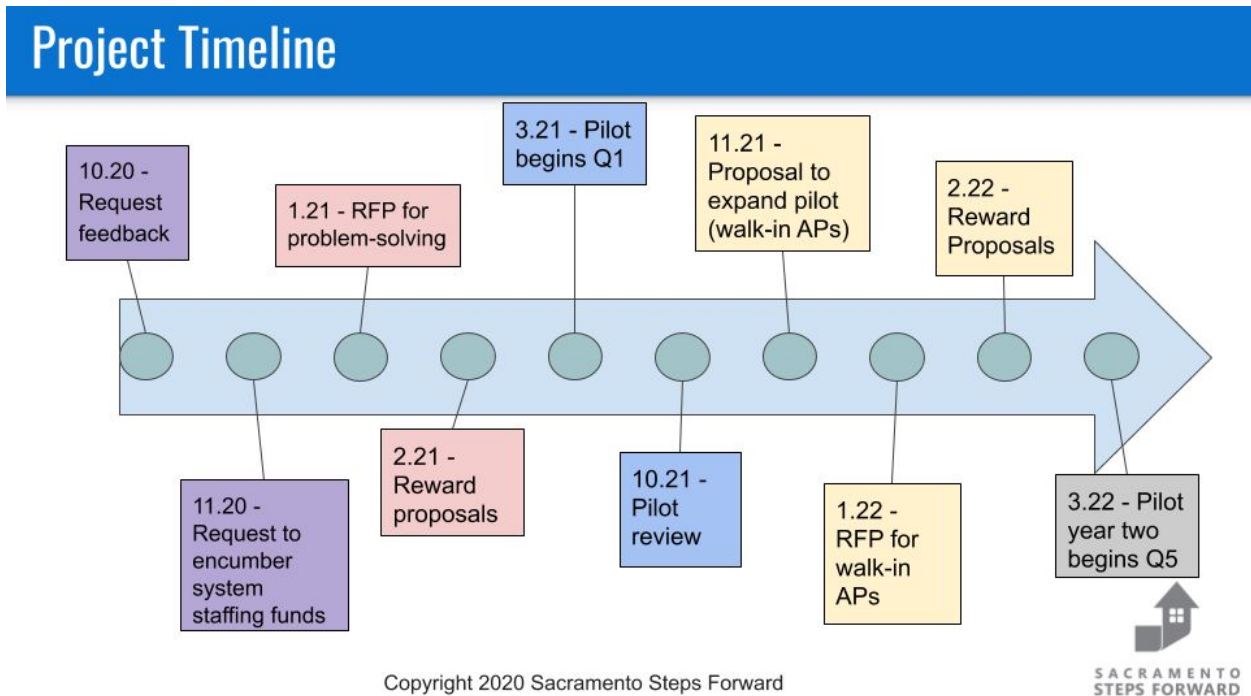 Project Timeline
10.20 -
Request
feedback
11.20 -
Request to
encumber
system
staffing funds
1.21 - RFP for
problem-solving
2.21 -
Reward
proposals
3.21 - Pilot
begins Q1
10.21 -
Pilot
review
11.21 -
Proposal to
expand pilot
(walk-in APs)
1.22 -
RFP for
walk-in
APs
2.22 -
Reward
Proposals
3.22 - Pilot
year two
begins Q5
Copyright 2020 Sacramento Steps Forward
SACRAMENTO
STEPS FORWARD